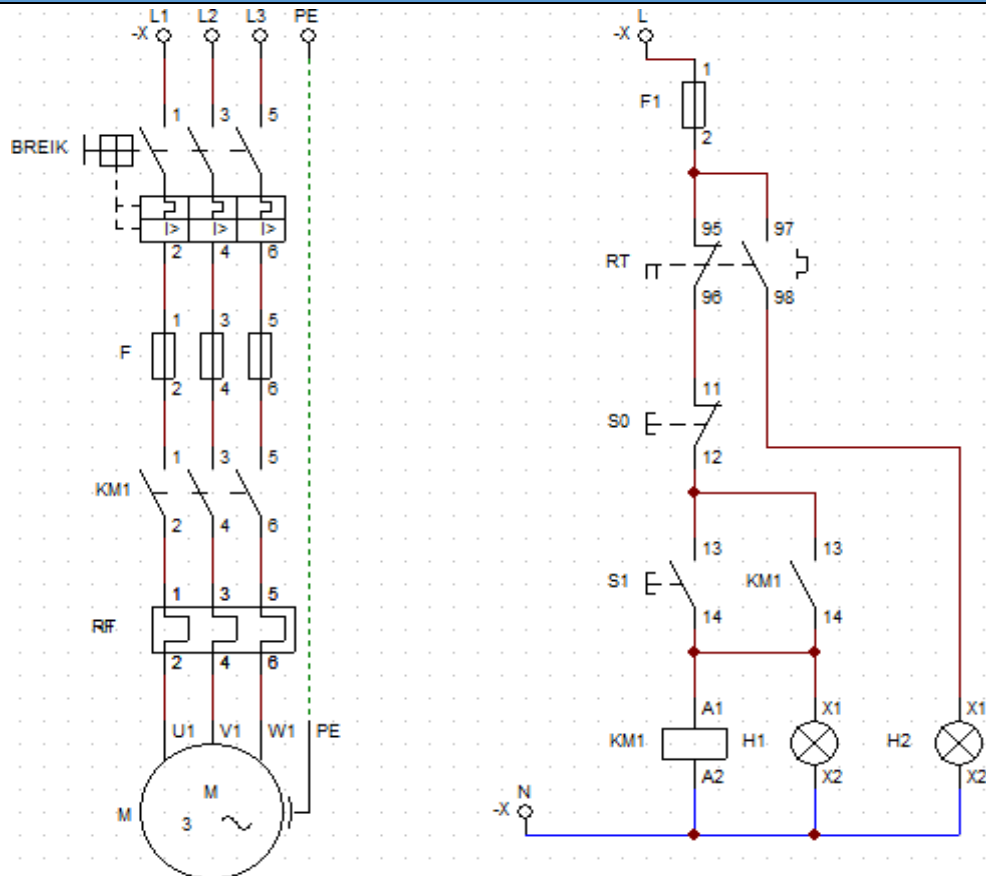 L1 L2 L3 PE
-X
1 3 5
BREIK
I> I> I>
2 4 6
1 3 5
F
2 4 6
1 3 5
KM1
2 4 6
1 3 5
2 4 6
U1 V1 W1 PE
M
M
3
L
-X
1
F1
2
95 97
RT
96 98
11
S0
12
13 13
S1 KM1
14 14
A1 X1 X1
KM1 H1 H2
A2 X2 X2
N
-X